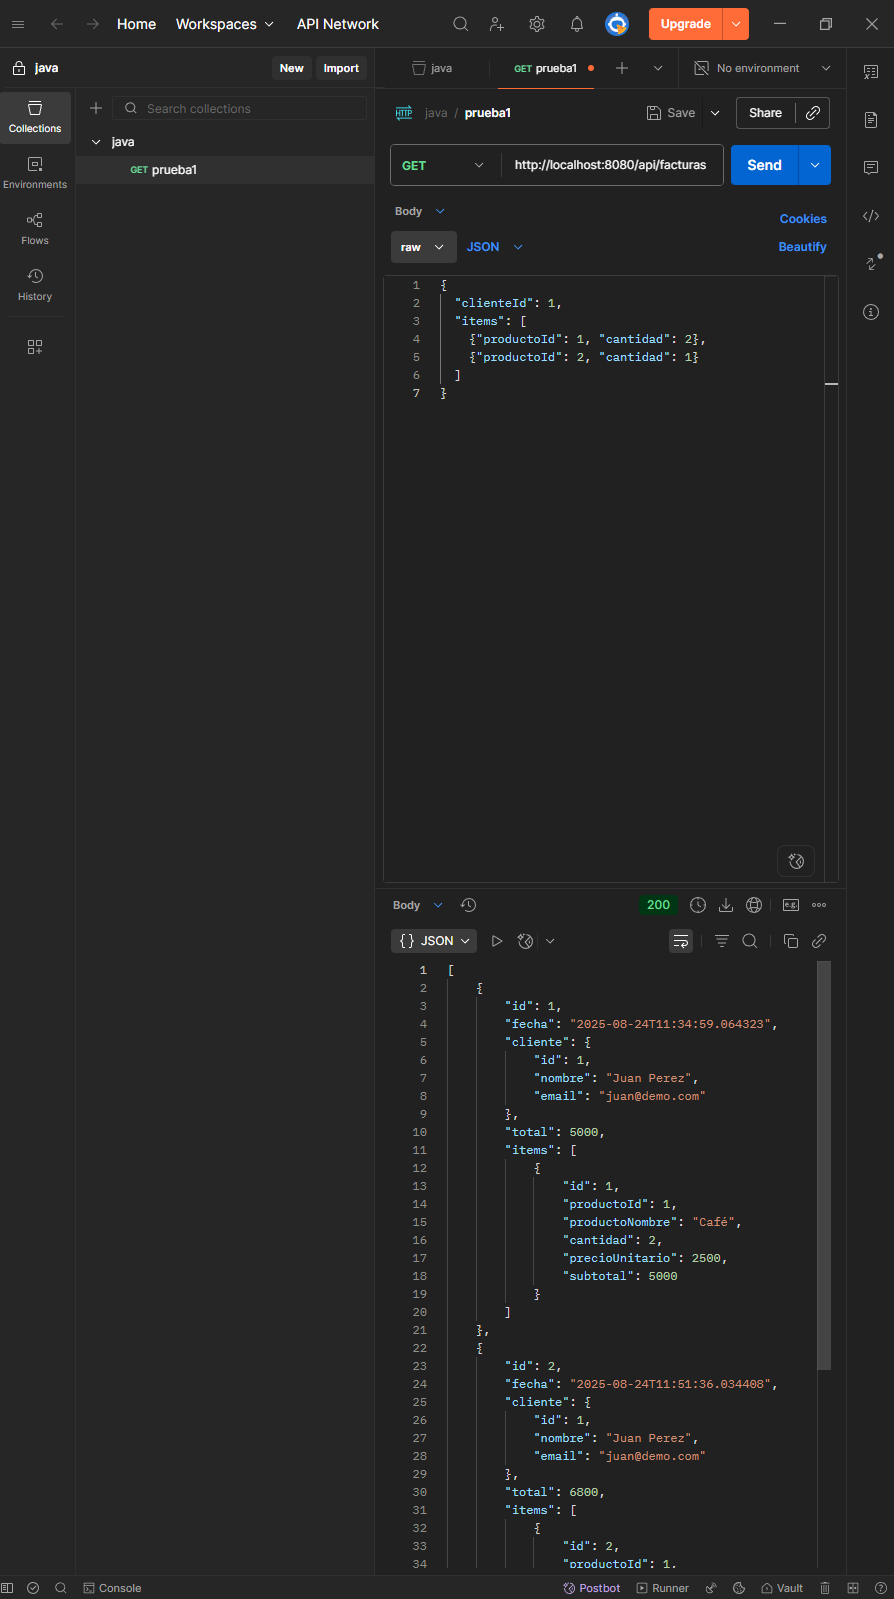 Home Workspaces API Network Upgrade
java New Import java GET prueba1 No environment
Search collections
Collections
java
GET prueba1
Environments
Flows
History
HTTP java / prueba1 Save Share
GET http://localhost:8080/api/facturas Send
Body Cookies
raw JSON Beautify
1 {
2 "clienteId": 1,
3 "items": [
4 {"productoId": 1, "cantidad": 2},
5 {"productoId": 2, "cantidad": 1}
6 ]
7 }
Body 200 e.g.
{} JSON
1 [
2 {
3 "id": 1,
4 "fecha": "2025-08-24T11:34:59.064323",
5 "cliente": {
6 "id": 1,
7 "nombre": "Juan Perez",
8 "email": "juan@demo.com"
9 },
10 "total": 5000,
11 "items": [
12 {
13 "id": 1,
14 "productoId": 1,
15 "productoNombre": "Café",
16 "cantidad": 2,
17 "precioUnitario": 2500,
18 "subtotal": 5000
19 }
20 ]
21 },
22 {
23 "id": 2,
24 "fecha": "2025-08-24T11:51:36.034408",
25 "cliente": {
26 "id": 1,
27 "nombre": "Juan Perez",
28 "email": "juan@demo.com"
29 },
30 "total": 6800,
31 "items": [
32 {
33 "id": 2,
34 "productoId": 1,
Console Postbot Runner Vault